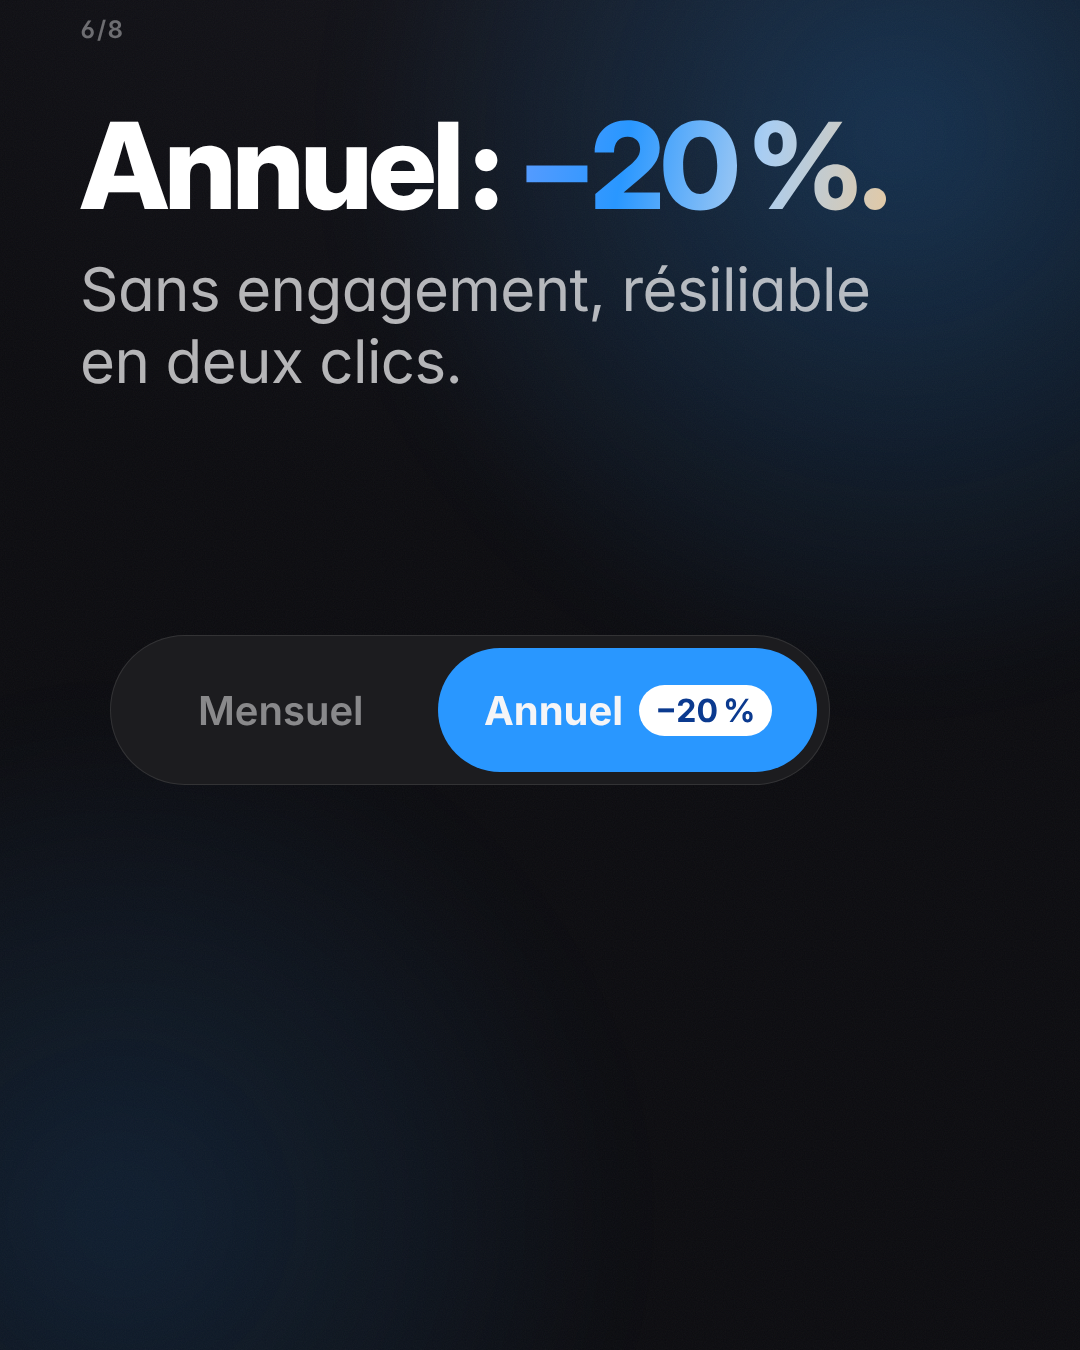 6/8
Annuel : −20 %.
Sans engagement, résiliable
en deux clics.
Mensuel
Annuel −20 %